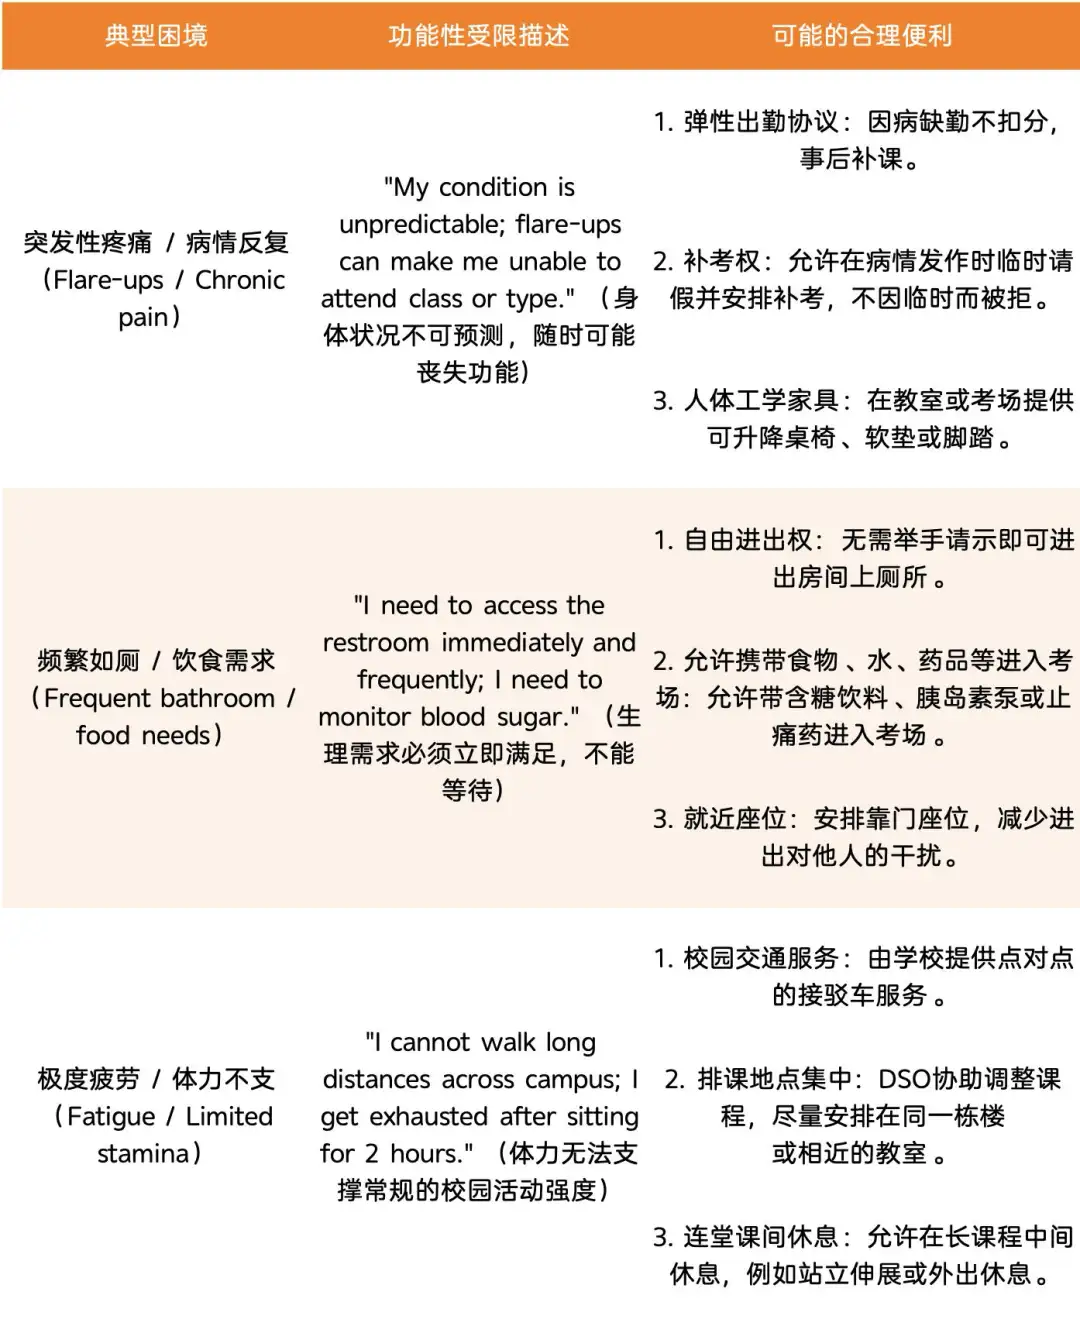 典型困境
功能性受限描述
可能的合理便利
突发性疼痛 / 病情反复
（Flare-ups / Chronic
pain）
"My condition is
unpredictable; flare-ups
can make me unable to
attend class or type." （身
体状况不可预测，随时可能
丧失功能）
1. 弹性出勤协议：因病缺勤不扣分，
事后补课。
2. 补考权：允许在病情发作时临时请
假并安排补考，不因临时而被拒。
3. 人体工学家具：在教室或考场提供
可升降桌椅、软垫或脚踏。
频繁如厕 / 饮食需求
（Frequent bathroom /
food needs）
"I need to access the
restroom immediately and
frequently; I need to
monitor blood sugar." （生
理需求必须立即满足，不能
等待）
1. 自由进出权：无需举手请示即可进
出房间上厕所。
2. 允许携带食物、水、药品等进入考
场：允许带含糖饮料、胰岛素泵或止
痛药进入考场。
3. 就近座位：安排靠门座位，减少进
出对他人的干扰。
极度疲劳 / 体力不支
（Fatigue / Limited
stamina）
"I cannot walk long
distances across campus; I
get exhausted after sitting
for 2 hours." （体力无法支
撑常规的校园活动强度）
1. 校园交通服务：由学校提供点对点
的接驳车服务。
2. 排课地点集中：DSO协助调整课
程，尽量安排在同一栋楼
或相近的教室。
3. 连堂课间休息：允许在长课程中间
休息，例如站立伸展或外出休息。